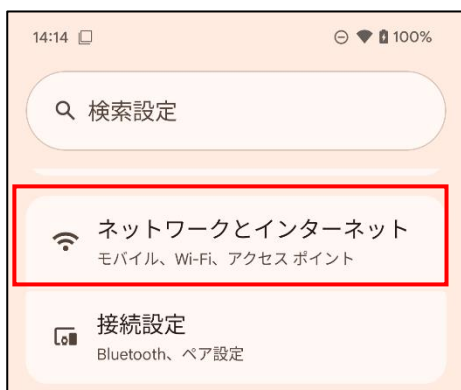 14:14 100%
検索設定
ネットワークとインターネット
モバイル、Wi-Fi、アクセス ポイント
接続設定
Bluetooth、ペア設定